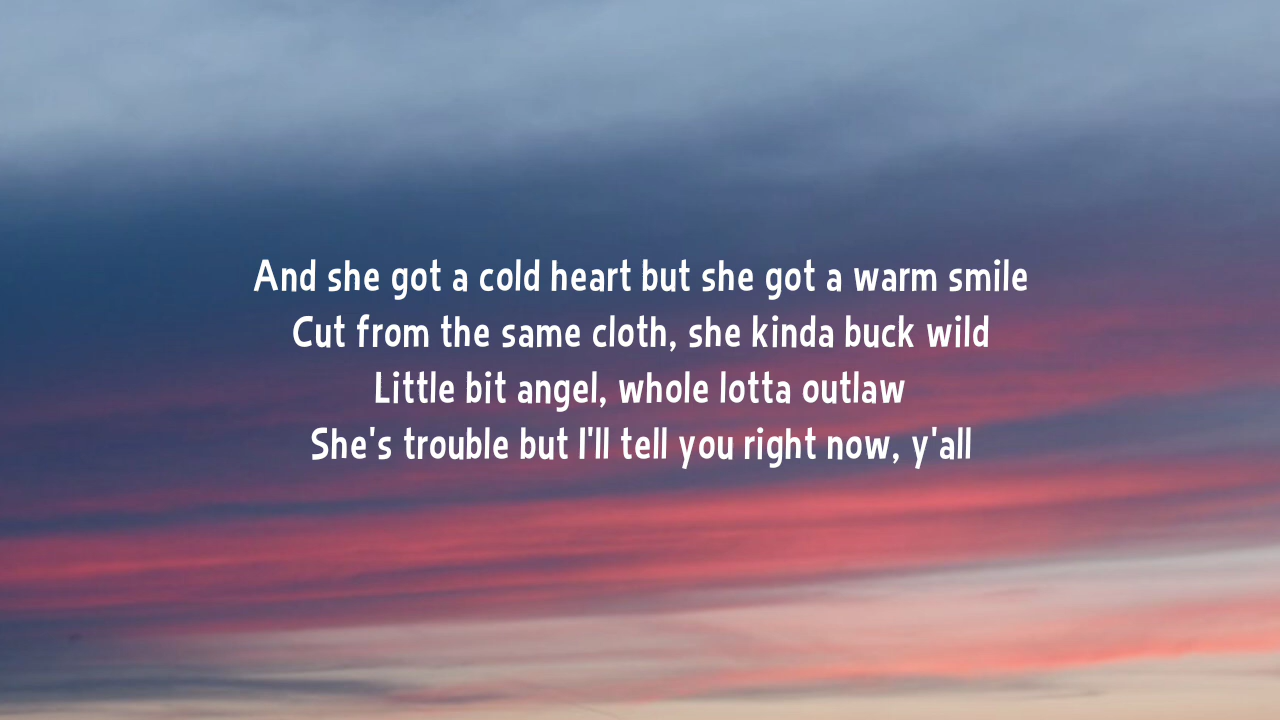 And she got a cold heart but she got a warm smile
Cut from the same cloth, she kinda buck wild
Little bit angel, whole lotta outlaw
She's trouble but I'll tell you right now, y'all